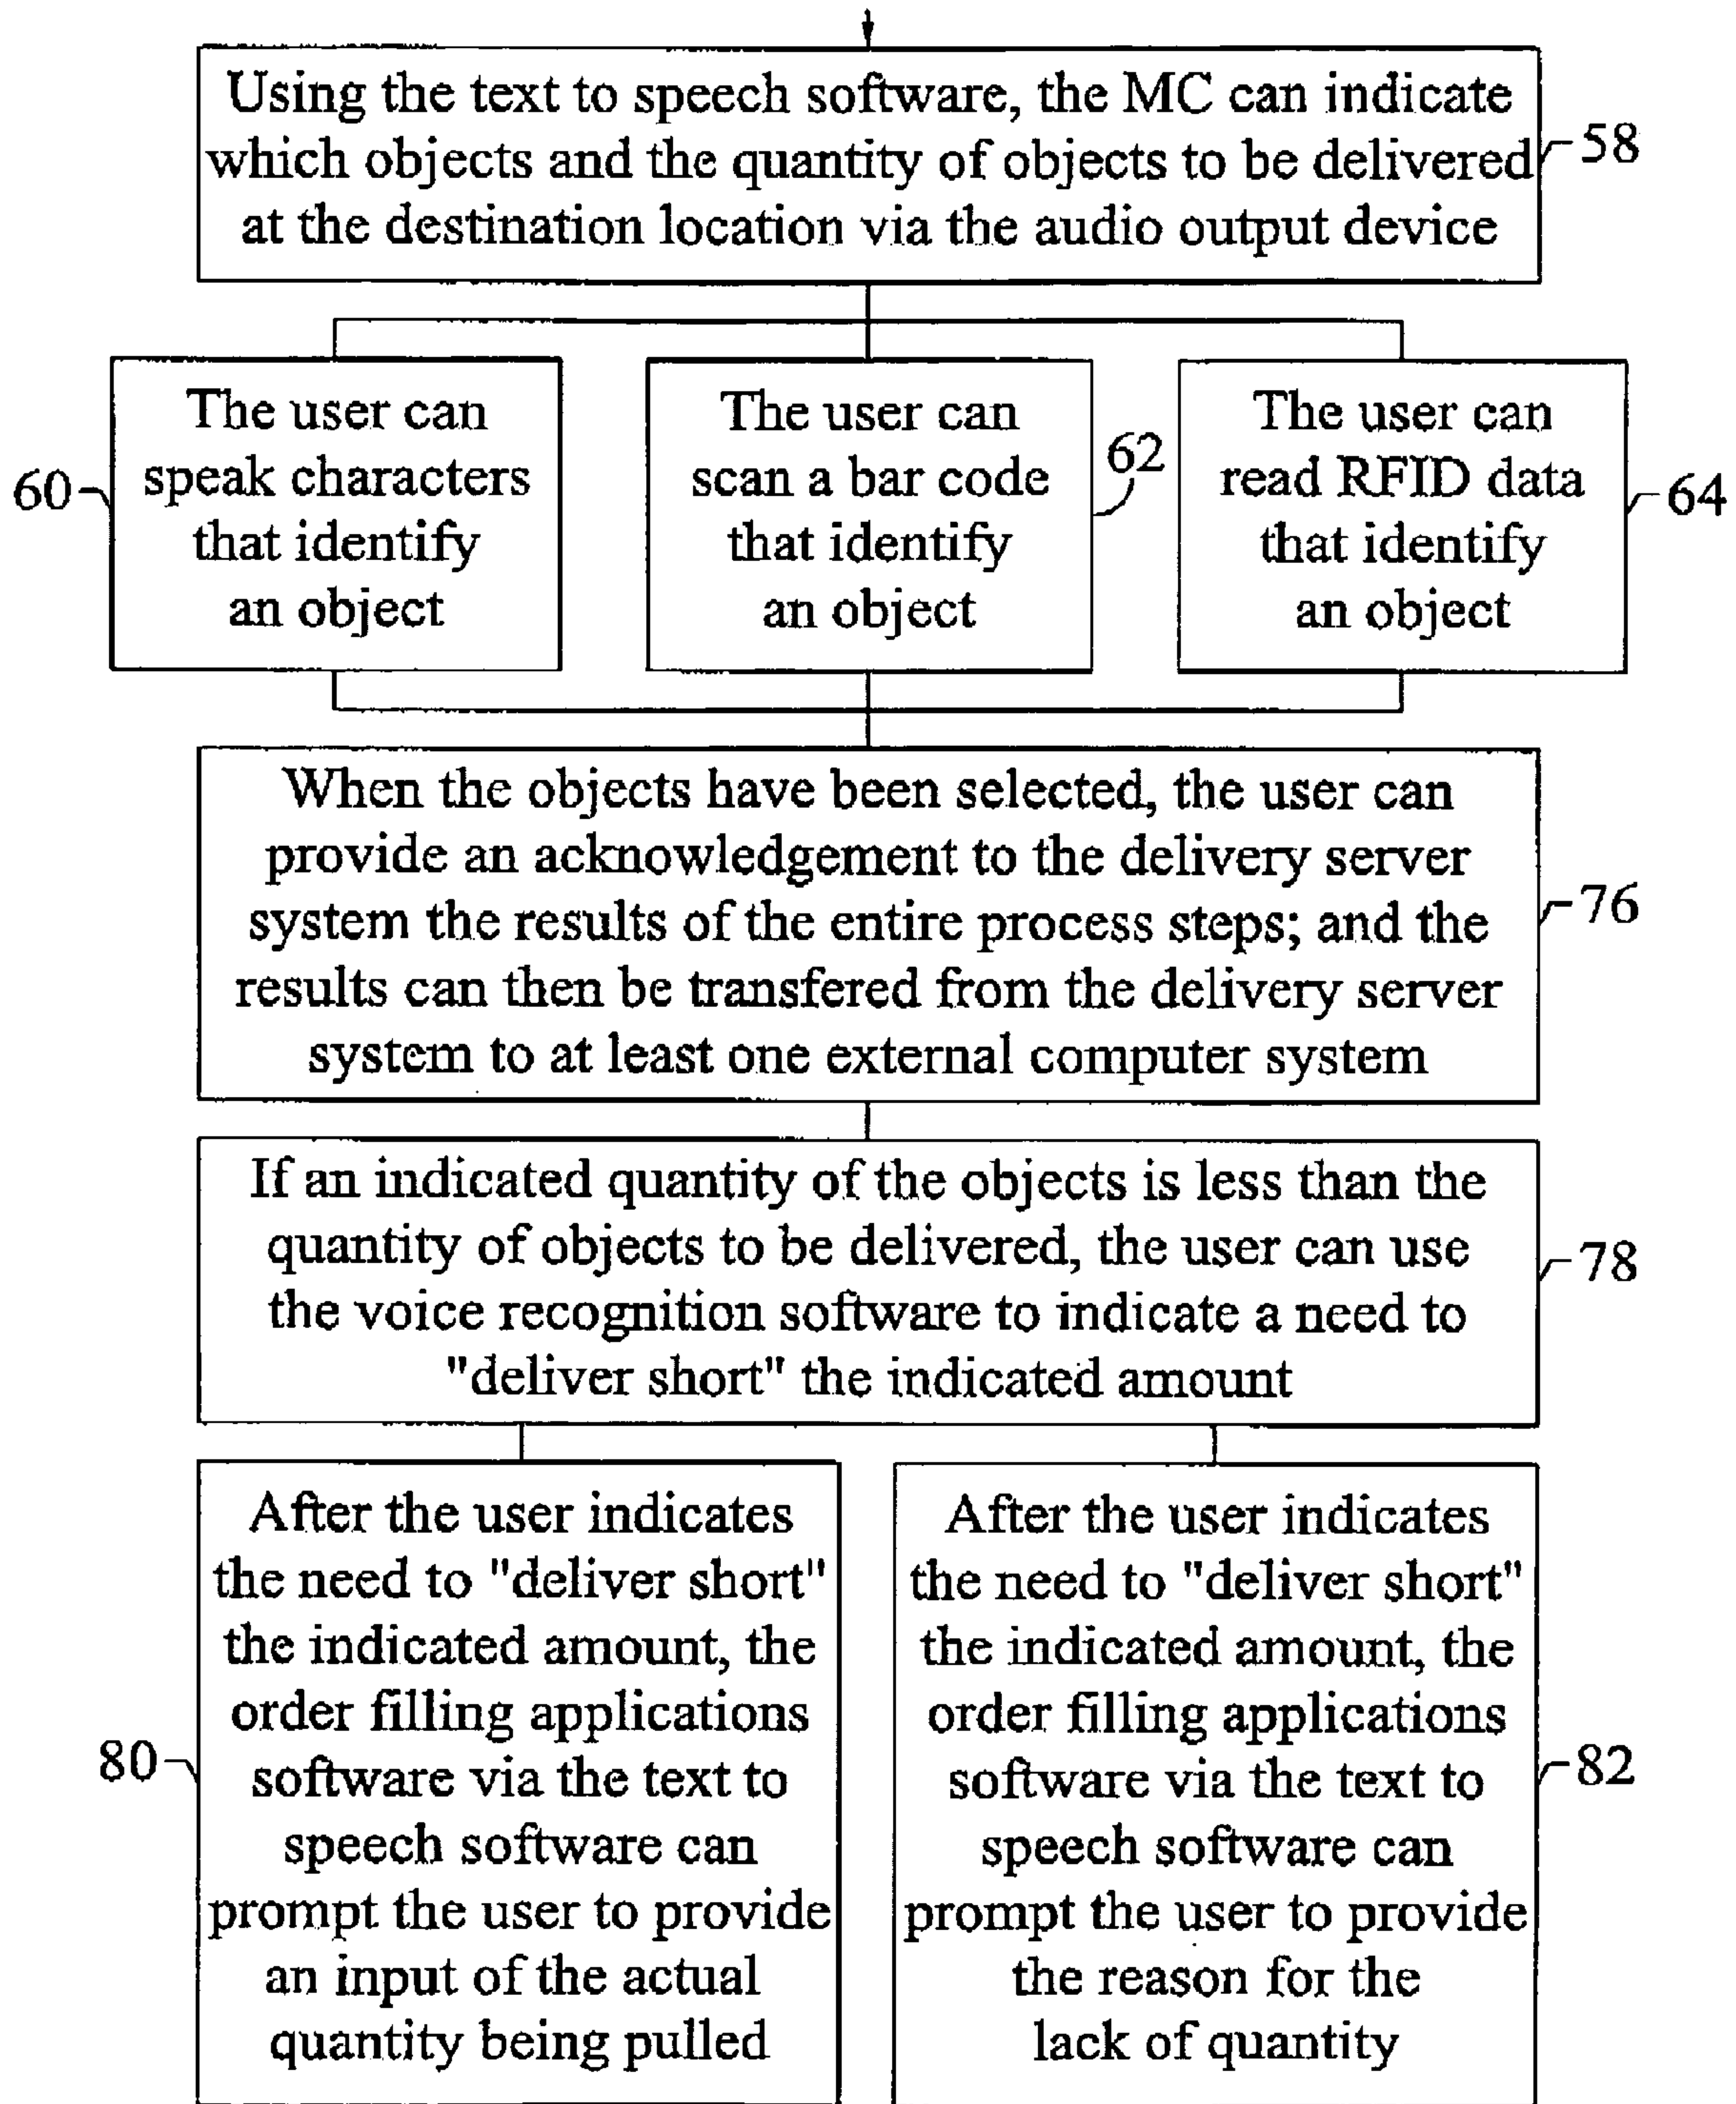 Using the text to speech software, the MC can indicate
which objects and the quantity of objects to be delivered
at the destination location via the audio output device
58
The user can
speak characters
that identify
an object
60
The user can
scan a bar code
that identify
an object
62
The user can
read RFID data
that identify
an object
64
When the objects have been selected, the user can
provide an acknowledgement to the delivery server
system the results of the entire process steps; and the
results can then be transfered from the delivery server
system to at least one external computer system
76
If an indicated quantity of the objects is less than the
quantity of objects to be delivered, the user can use
the voice recognition software to indicate a need to
"deliver short" the indicated amount
78
After the user indicates
the need to "deliver short"
the indicated amount, the
order filling applications
software via the text to
speech software can
prompt the user to provide
an input of the actual
quantity being pulled
80
After the user indicates
the need to "deliver short"
the indicated amount, the
order filling applications
software via the text to
speech software can
prompt the user to provide
the reason for the
lack of quantity
82